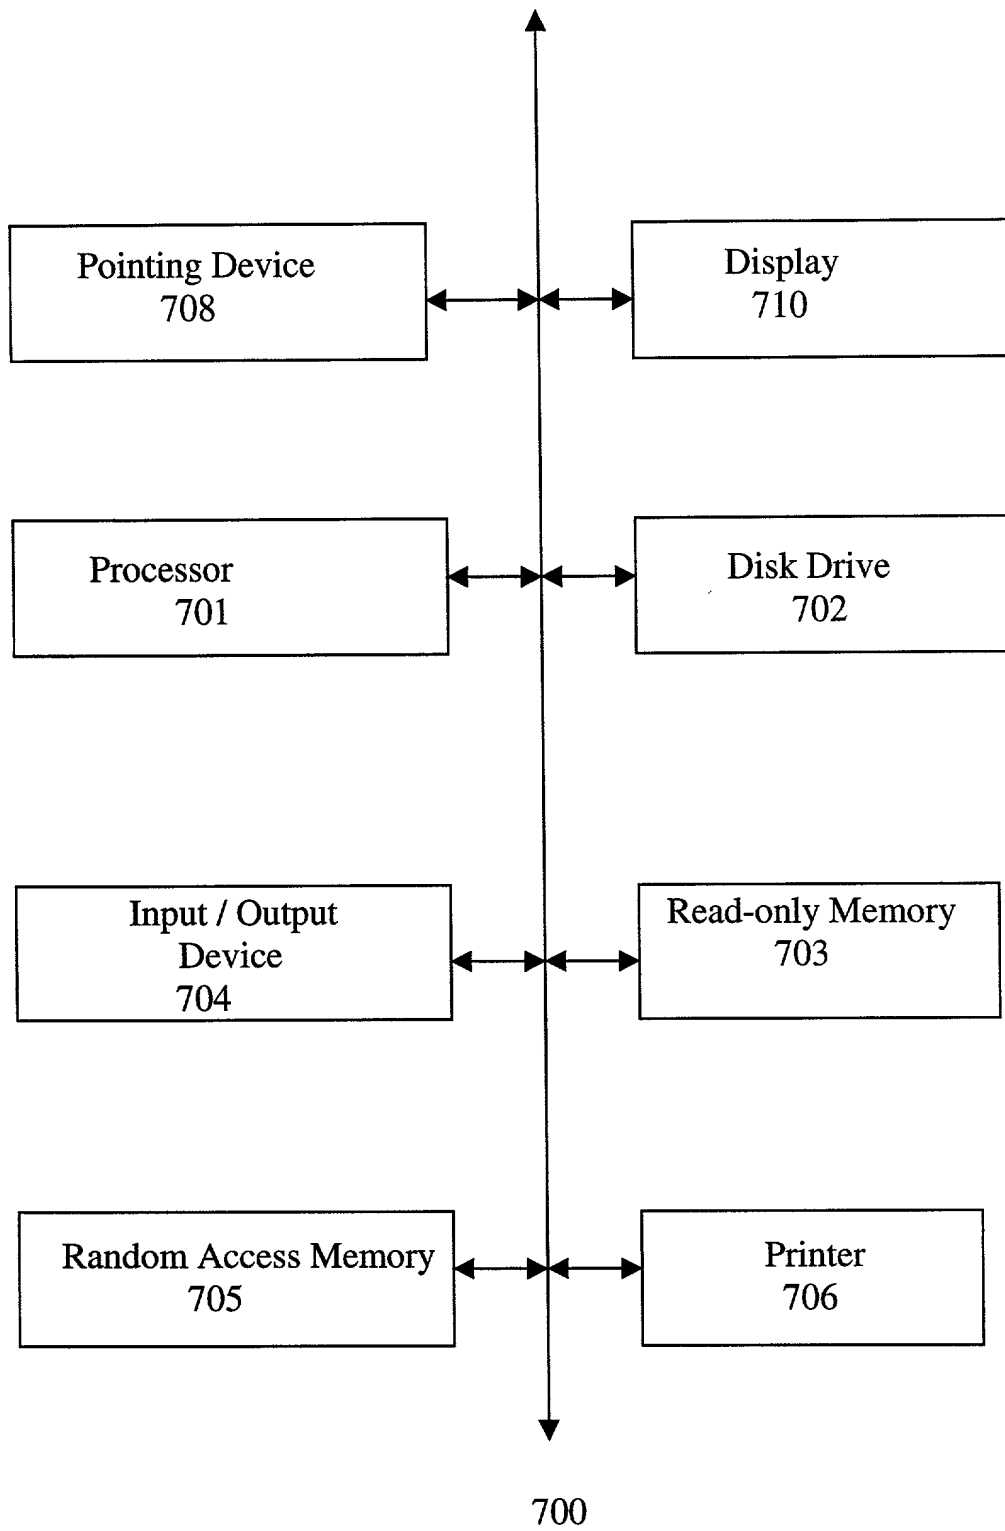 Pointing Device
708
Display
710
Processor
701
Disk Drive
702
Input / Output
Device
704
Read-only Memory
703
Random Access Memory
705
Printer
706
700